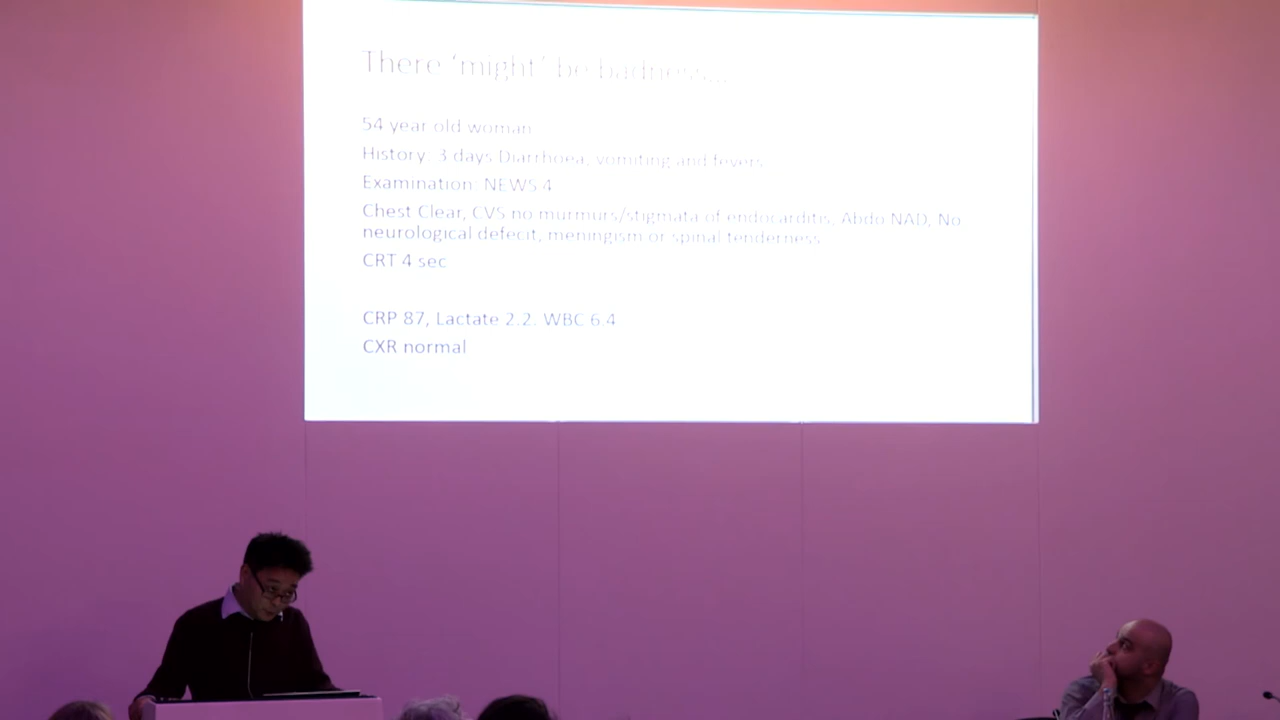 There ‘might’ be badness...
54 year old woman
History: 3 days Diarrhoea, vomiting and fevers
Examination: NEWS 4
Chest Clear, CVS no murmurs/stigmata of endocarditis, Abdo NAD, No
neurological defecit, meningism or spinal tenderness
CRT 4 sec
CRP 87, Lactate 2.2. WBC 6.4
CXR normal